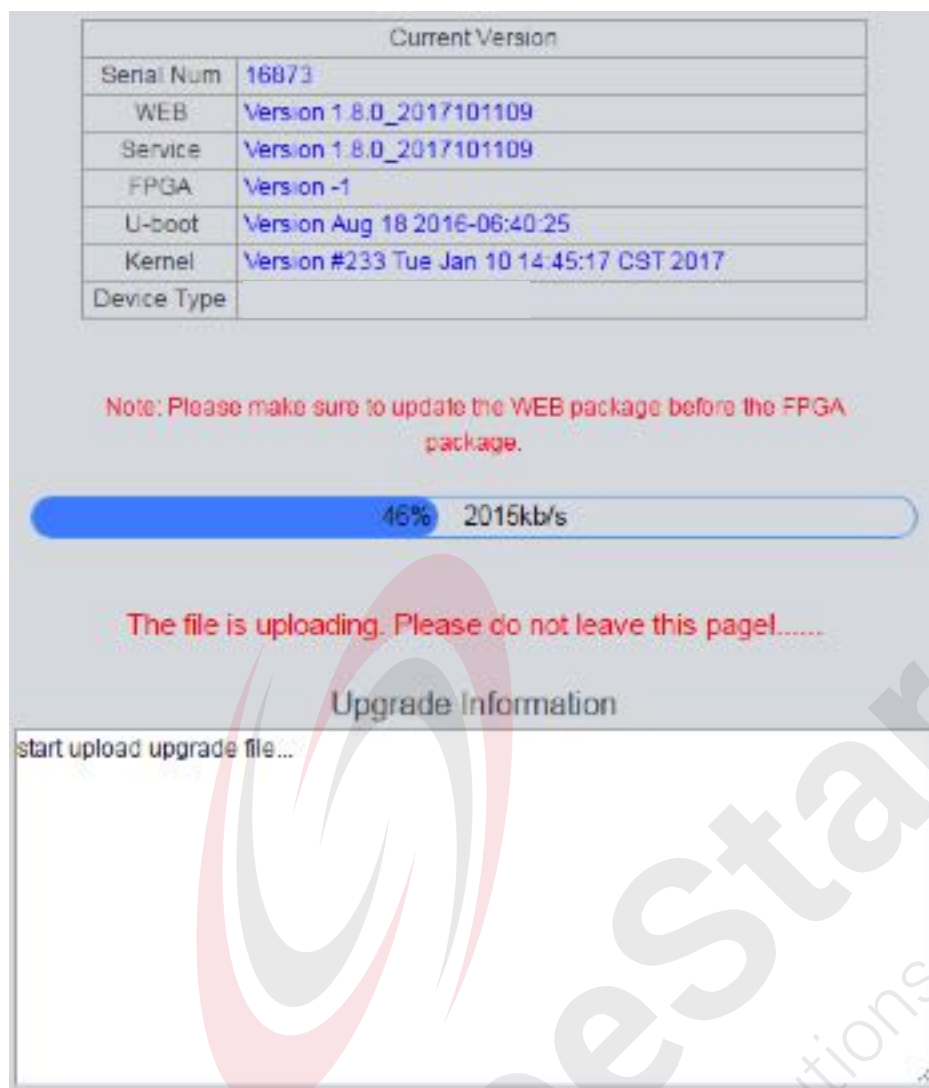 Current Version
Serial Num 16873
WEB Version 1.8.0_2017101109
Service Version 1.8.0_2017101109
FPGA Version -1
U-boot Version Aug 18 2016-06:40:25
Kernel Version #233 Tue Jan 10 14:45:17 CST 2017
Device Type
Note: Please make sure to update the WEB package before the FPGA
package.
46% 2015kb/s
The file is uploading. Please do not leave this page!......
Upgrade Information
start upload upgrade file...